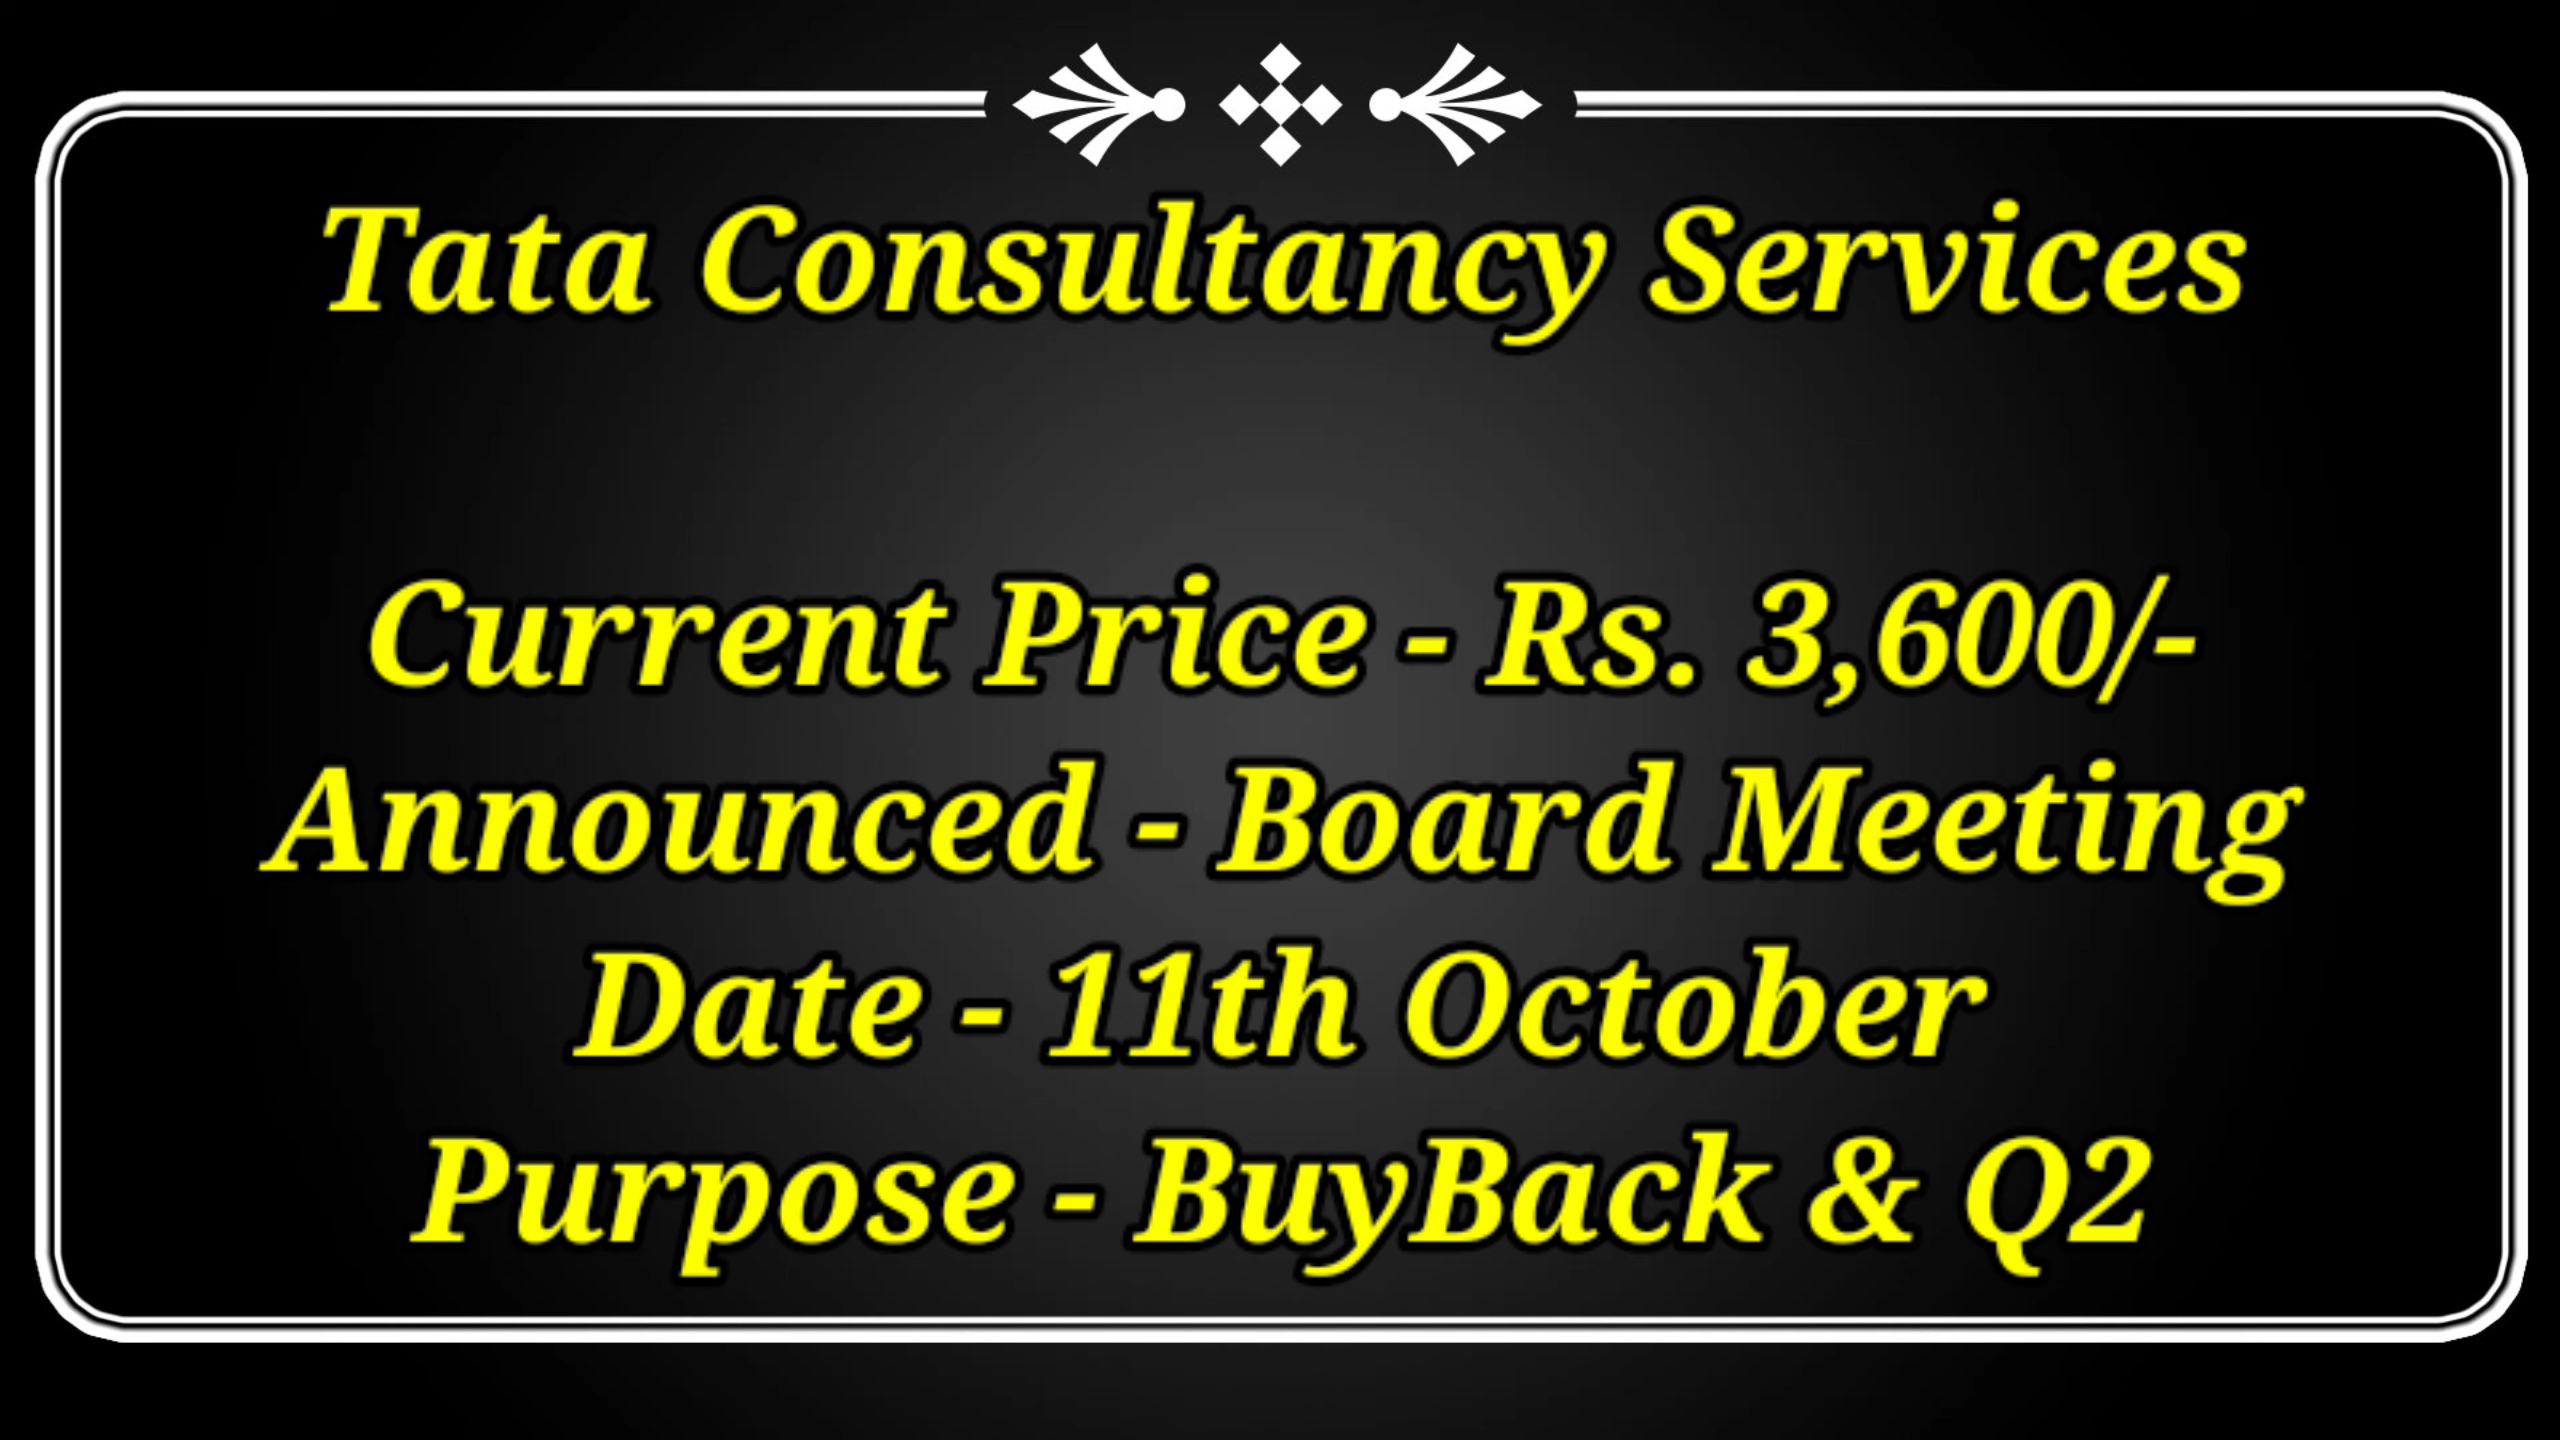 Tata Consultancy Services
Current Price - Rs. 3,600/-
Announced - Board Meeting
Date - 11th October
Purpose - BuyBack & Q2